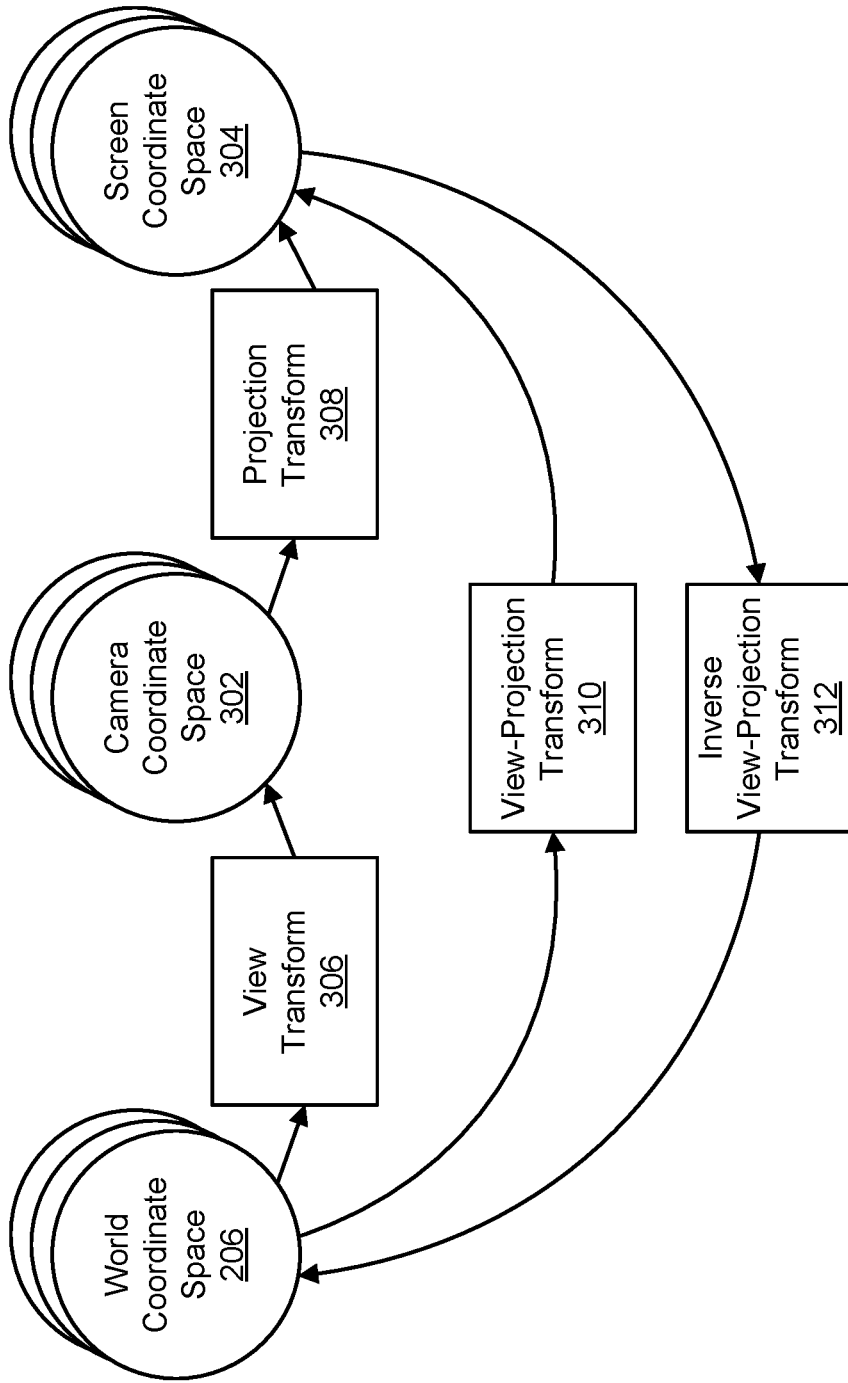 World
Coordinate
Space
206
View
Transform
306
Camera
Coordinate
Space
302
Projection
Transform
308
Screen
Coordinate
Space
304
View-Projection
Transform
310
Inverse
View-Projection
Transform
312